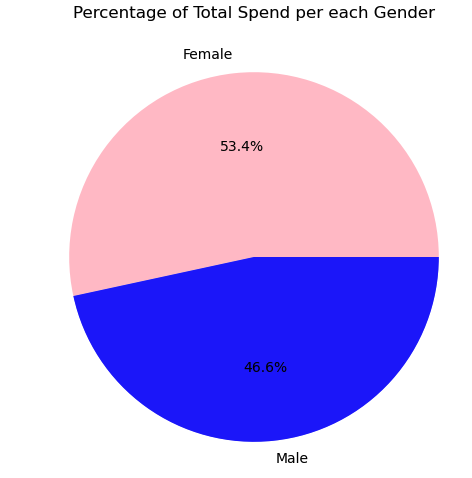 Percentage of Total Spend per each Gender
Female
53.4%
46.6%
Male